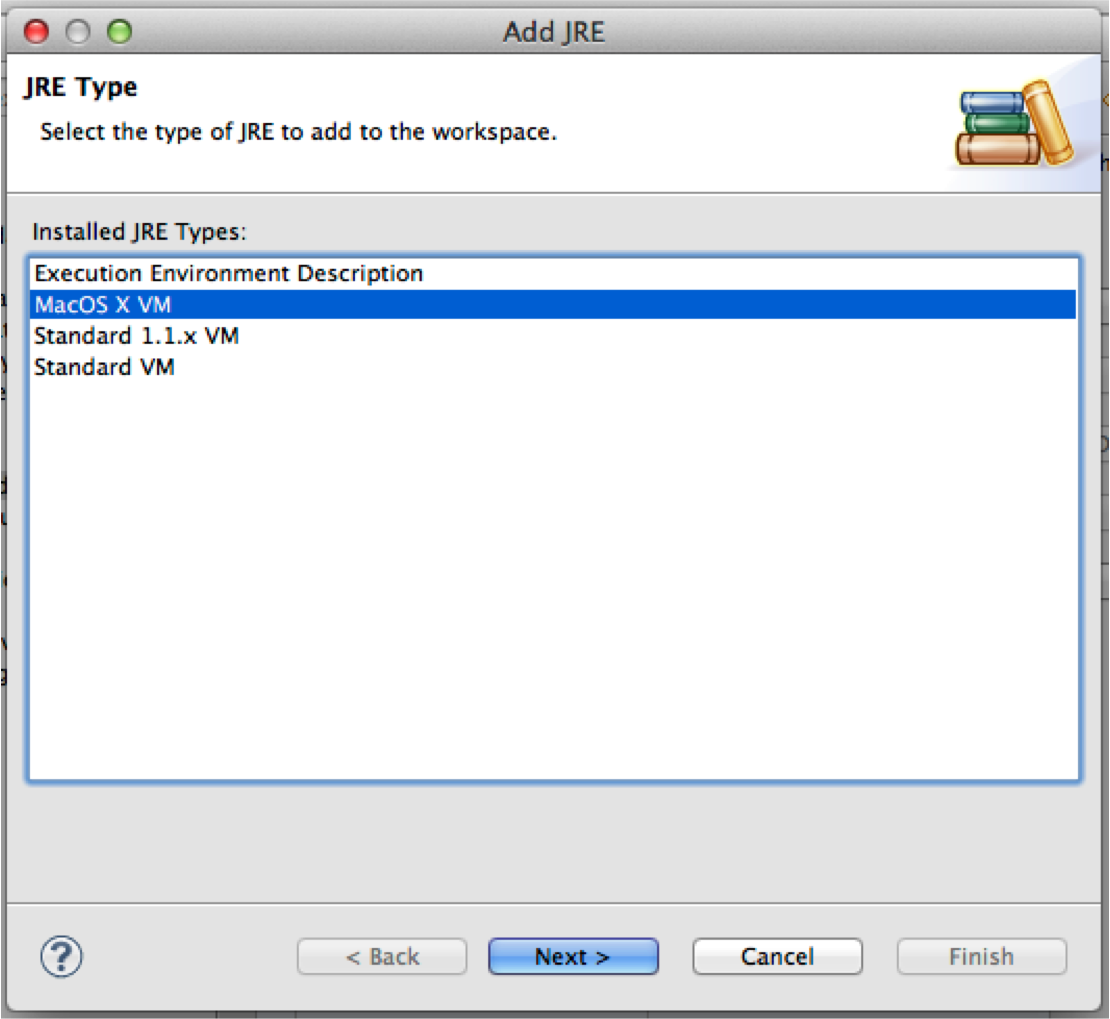 Add JRE
JRE Type
Select the type of JRE to add to the workspace.
Installed JRE Types:
Execution Environment Description
MacOS X VM
Standard 1.1.x VM
Standard VM
?
< Back
Next >
Cancel
Finish